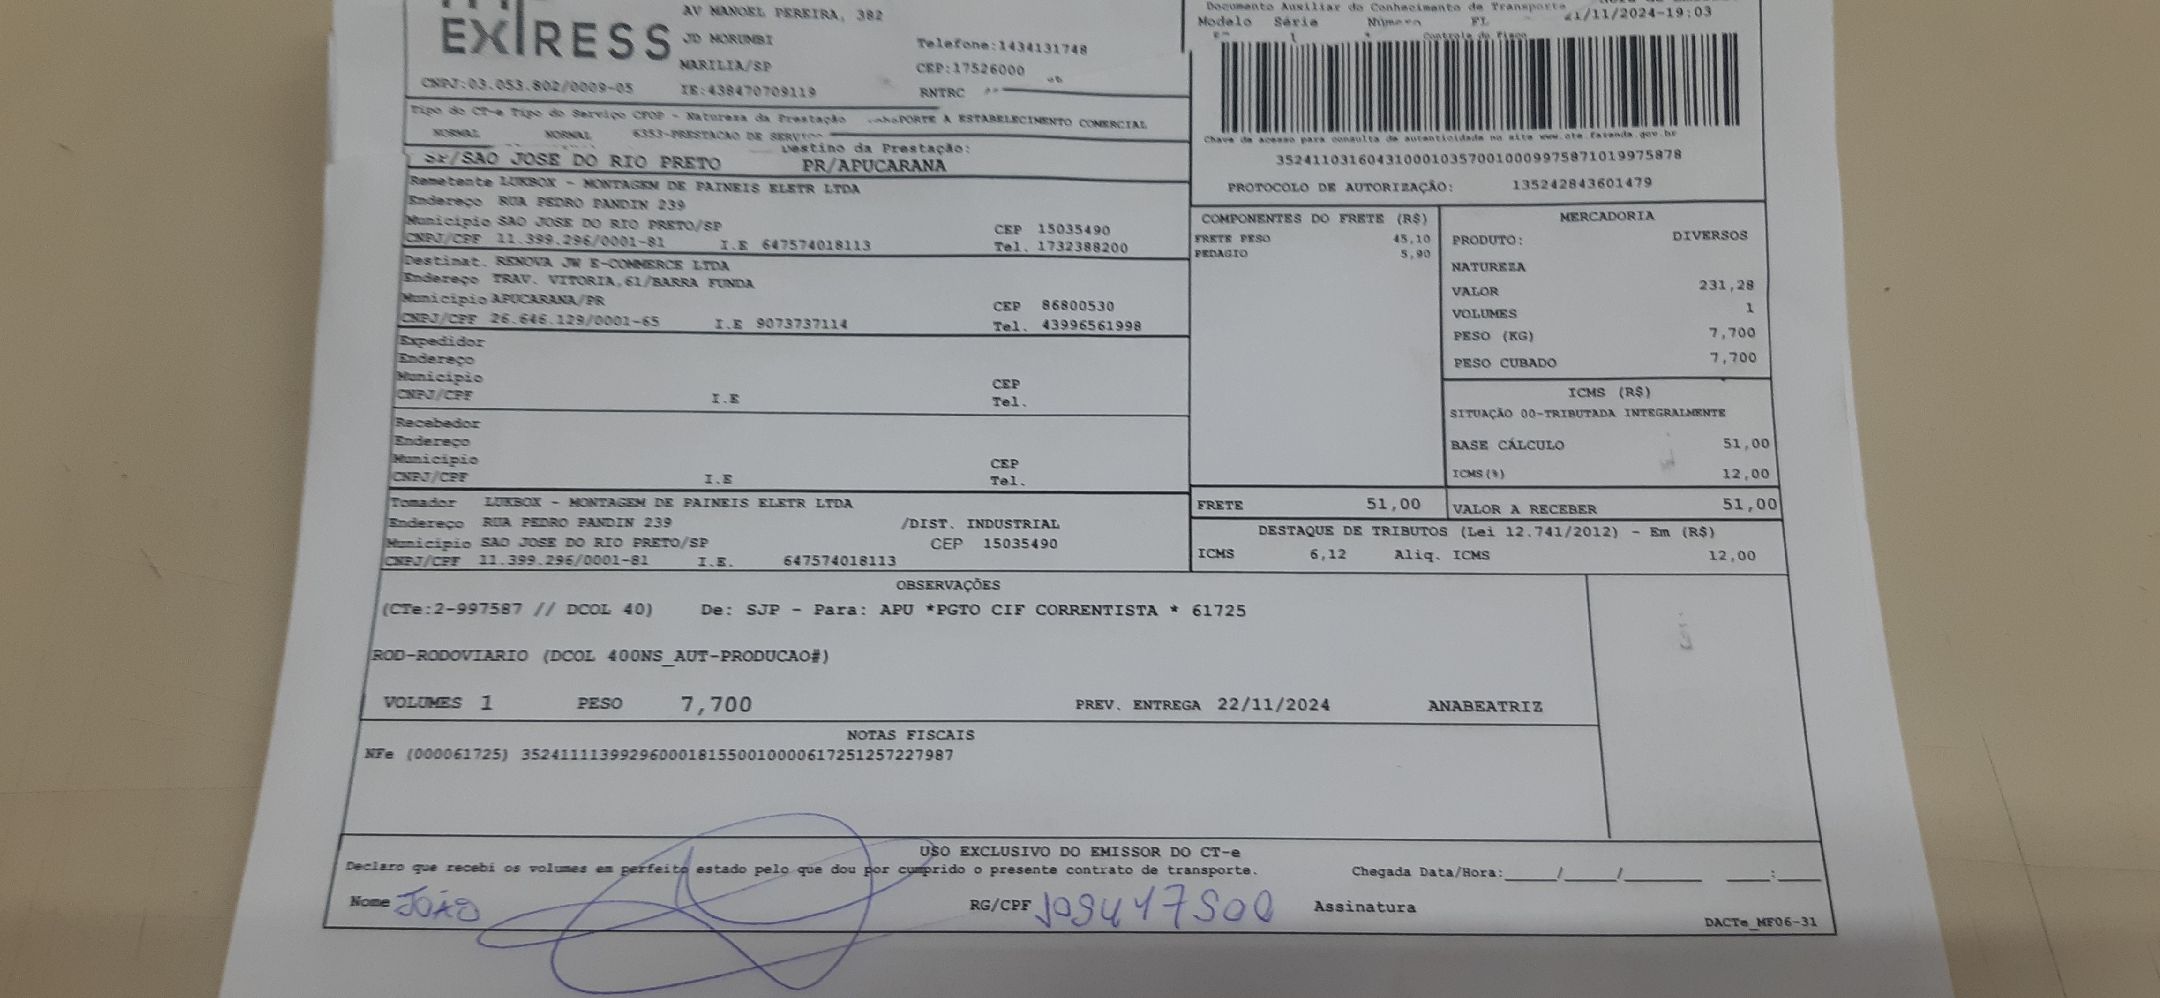 EXPRESS
AV MANOEL PEREIRA, 382
JD MORUMBI
MARILIA/SP
Telefone:1434131748
CEP:17526000
CNPJ:03.053.802/0009-05 IE:438470709119 RNTRC
Documento Auxiliar do Conhecimento de Transporte
Modelo Série Número FL 21/11/2024-19:03
Controle do Fisco
Tipo do CT-e Tipo do Serviço CFOP - Natureza da Prestação PORTE A ESTABELECIMENTO COMERCIAL
NORMAL NORMAL 6353-PRESTACAO DE SERVICO
Destino da Prestação:
SP/SAO JOSE DO RIO PRETO PR/APUCARANA
Chave de acesso para consulta de autenticidade no site www.cte.fazenda.gov.br
35241103160431000103570010009975871019975878
PROTOCOLO DE AUTORIZAÇÃO: 135242843601479
Remetente LUKBOX - MONTAGEM DE PAINEIS ELETR LTDA
Endereço RUA PEDRO PANDIN 239
Município SAO JOSE DO RIO PRETO/SP CEP 15035490
CNPJ/CPF 11.399.296/0001-81 I.E 647574018113 Tel. 1732388200
Destinat. RENOVA JW E-COMMERCE LTDA
Endereço TRAV. VITORIA,61/BARRA FUNDA
Município APUCARANA/PR CEP 86800530
CNPJ/CPF 26.646.129/0001-65 I.E 9073737114 Tel. 43996561998
Expedidor
Endereço
Município CEP
CNPJ/CPF I.E Tel.
Recebedor
Endereço
Município CEP
CNPJ/CPF I.E Tel.
Tomador LUKBOX - MONTAGEM DE PAINEIS ELETR LTDA
Endereço RUA PEDRO PANDIN 239 /DIST. INDUSTRIAL
Município SAO JOSE DO RIO PRETO/SP CEP 15035490
CNPJ/CPF 11.399.296/0001-81 I.E. 647574018113
COMPONENTES DO FRETE (R$)
FRETE PESO 45,10
PEDAGIO 5,90
MERCADORIA
PRODUTO: DIVERSOS
NATUREZA
VALOR 231,28
VOLUMES 1
PESO (KG) 7,700
PESO CUBADO 7,700
ICMS (R$)
SITUAÇÃO 00-TRIBUTADA INTEGRALMENTE
BASE CÁLCULO 51,00
ICMS(%) 12,00
FRETE 51,00 VALOR A RECEBER 51,00
DESTAQUE DE TRIBUTOS (Lei 12.741/2012) - Em (R$)
ICMS 6,12 Aliq. ICMS 12,00
OBSERVAÇÕES
(CTe:2-997587 // DCOL 40) De: SJP - Para: APU *PGTO CIF CORRENTISTA * 61725
ROD-RODOVIARIO (DCOL 400NS_AUT-PRODUCAO#)
VOLUMES 1 PESO 7,700 PREV. ENTREGA 22/11/2024 ANABEATRIZ
NOTAS FISCAIS
NFe (000061725) 35241111399296000181550010000617251257227987
USO EXCLUSIVO DO EMISSOR DO CT-e
Declaro que recebi os volumes em perfeito estado pelo que dou por cumprido o presente contrato de transporte. Chegada Data/Hora:_____/_____/________ ____:____
Nome JOÃO RG/CPF Assinatura
DACTe_MF06-31